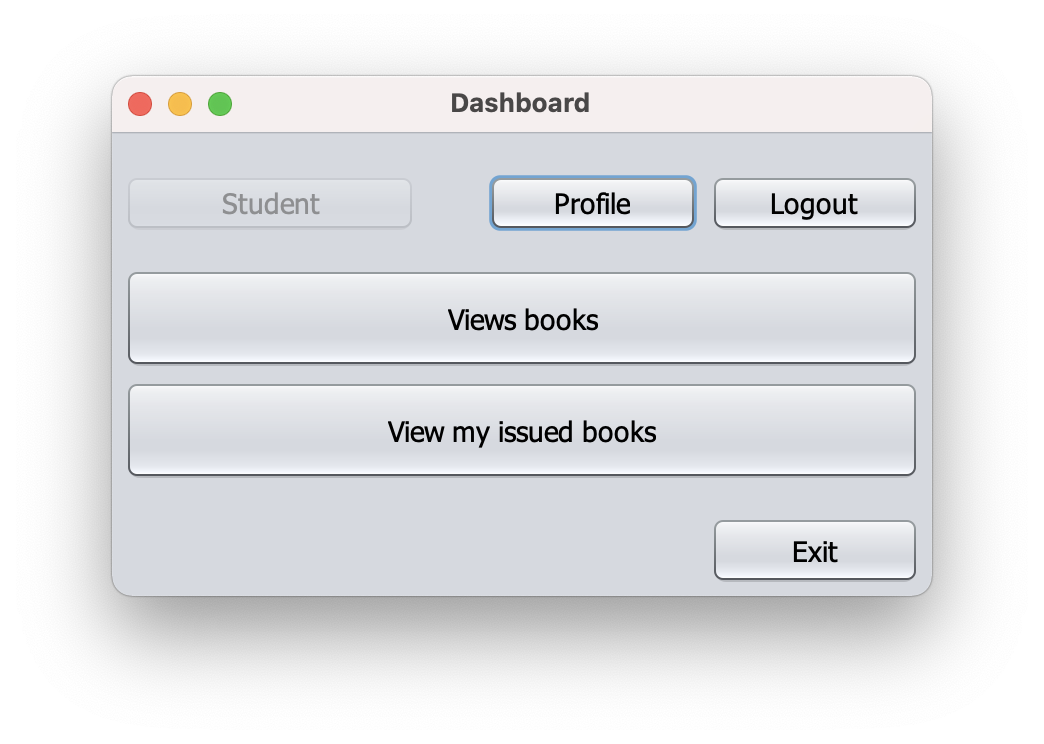 Dashboard
Student
Profile
Logout
Views books
View my issued books
Exit